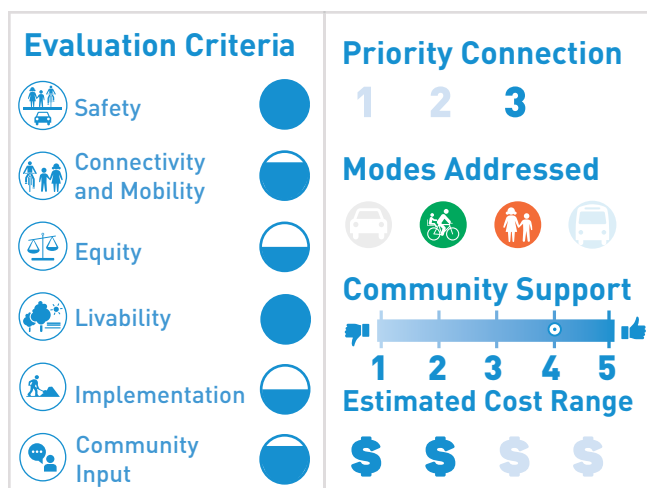 Evaluation Criteria
Safety
Connectivity
and Mobility
Equity
Livability
Implementation
Community
Input
Priority Connection
1 2 3
Modes Addressed
Community Support
1 2 3 4 5
Estimated Cost Range
$ $ $ $